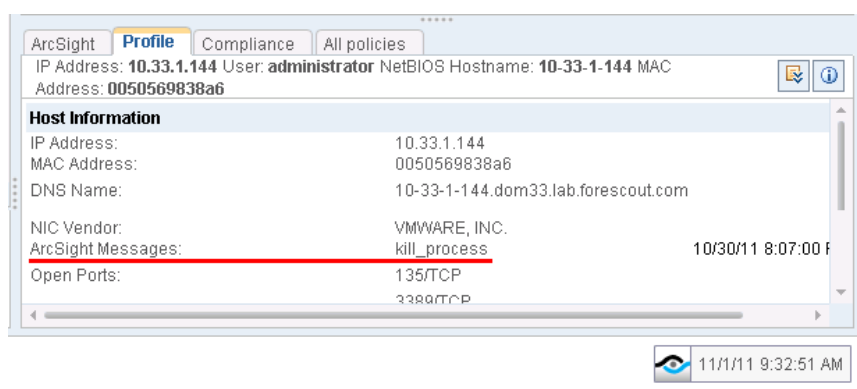 ArcSight Profile Compliance All policies
IP Address: 10.33.1.144 User: administrator NetBIOS Hostname: 10-33-1-144 MAC
Address: 0050569838a6
Host Information
IP Address: 10.33.1.144
MAC Address: 0050569838a6
DNS Name: 10-33-1-144.dom33.lab.forescout.com
NIC Vendor: VMWARE, INC.
ArcSight Messages: kill_process 10/30/11 8:07:00
Open Ports: 135/TCP
3389/TCP
11/1/11 9:32:51 AM